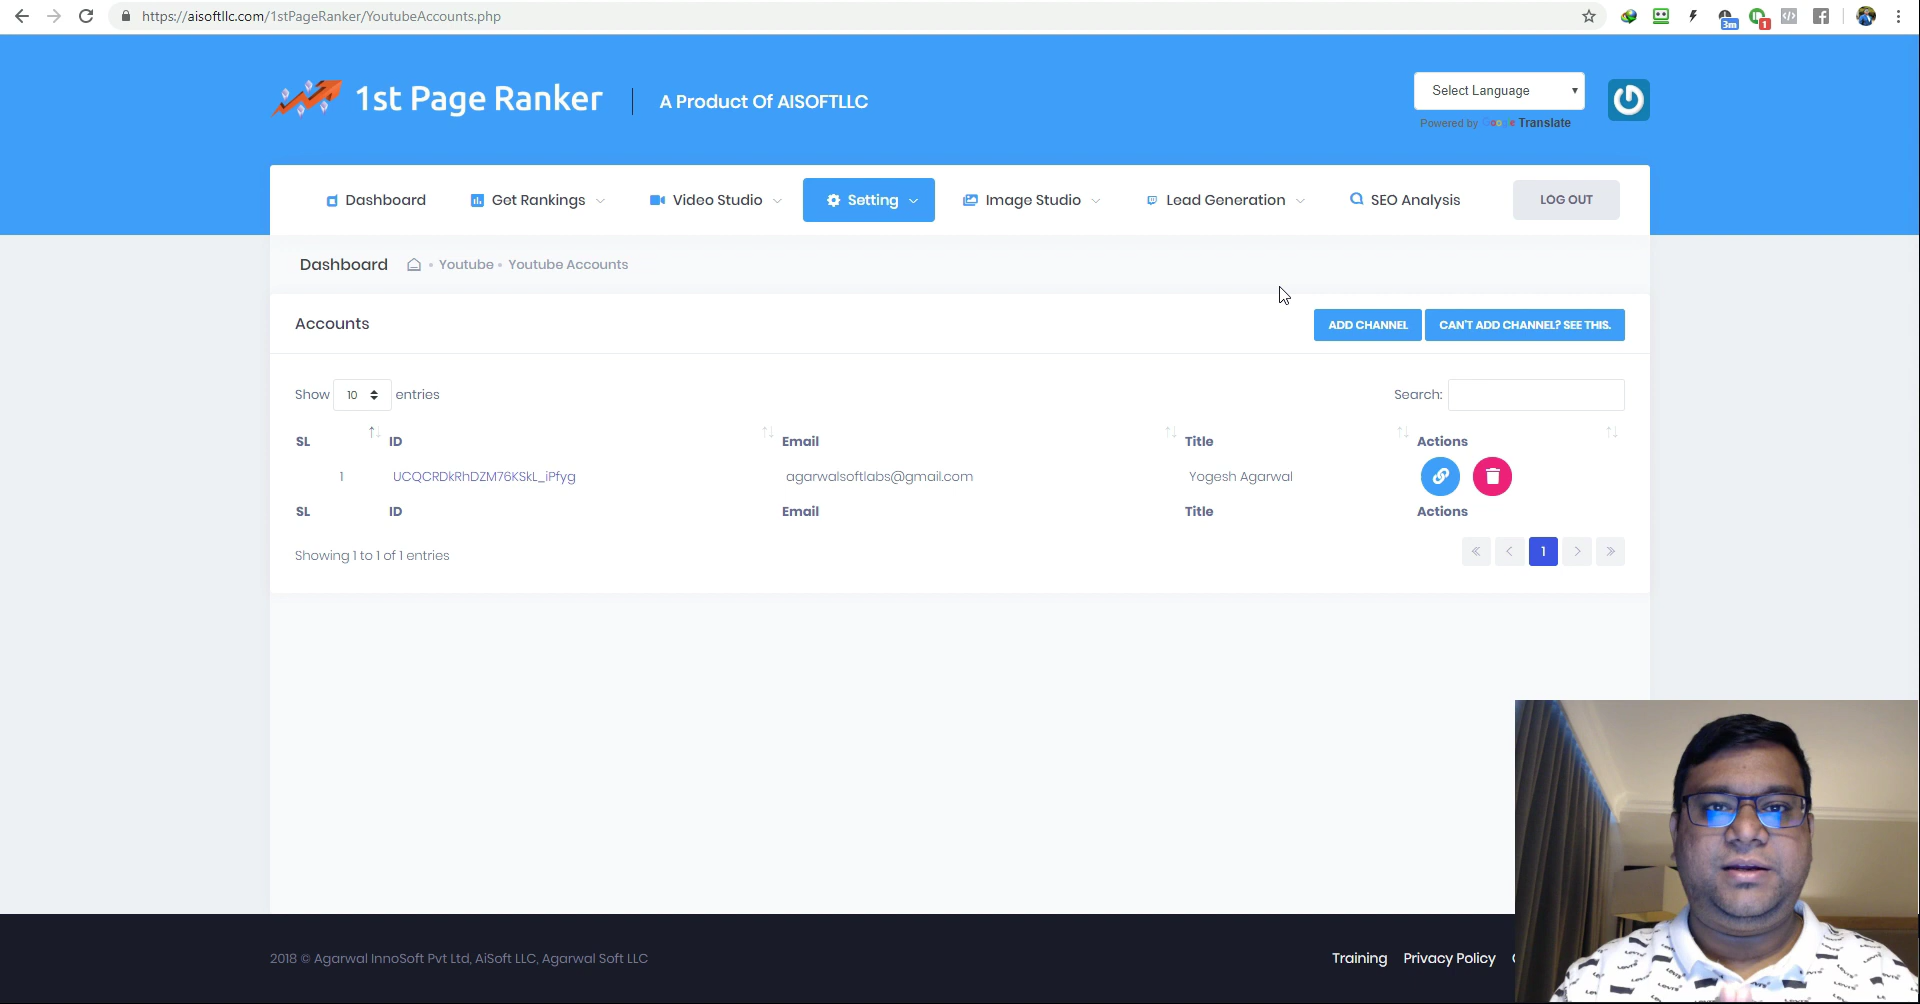 https://aisoftllc.com/1stPageRanker/YoutubeAccounts.php
3m
1
1st Page Ranker
A Product Of AISOFTLLC
Select Language
Powered by Google Translate
Dashboard
Get Rankings
Video Studio
Setting
Image Studio
Lead Generation
SEO Analysis
LOG OUT
Dashboard
Youtube
Youtube Accounts
Accounts
ADD CHANNEL
CAN'T ADD CHANNEL? SEE THIS.
Show 10 entries
Search:
SL ID Email Title Actions
1 UCQCRDkRhDZM76KSkL_iPfyg agarwalsoftlabs@gmail.com Yogesh Agarwal
SL ID Email Title Actions
Showing 1 to 1 of 1 entries
1
2018 © Agarwal InnoSoft Pvt Ltd, AiSoft LLC, Agarwal Soft LLC
Training
Privacy Policy